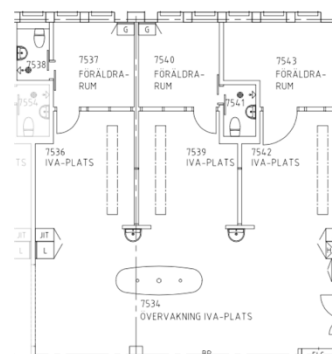 G G
7538
7537
FÖRÄLDRA-
RUM
7540
FÖRÄLDRA-
RUM
7543
FÖRÄLDRA-
RUM
7554
7541
TS
7536
IVA-PLATS
7539
IVA-PLATS
7542
IVA-PLATS
JIT JIT
L L
7534
ÖVERVAKNING IVA-PLATS